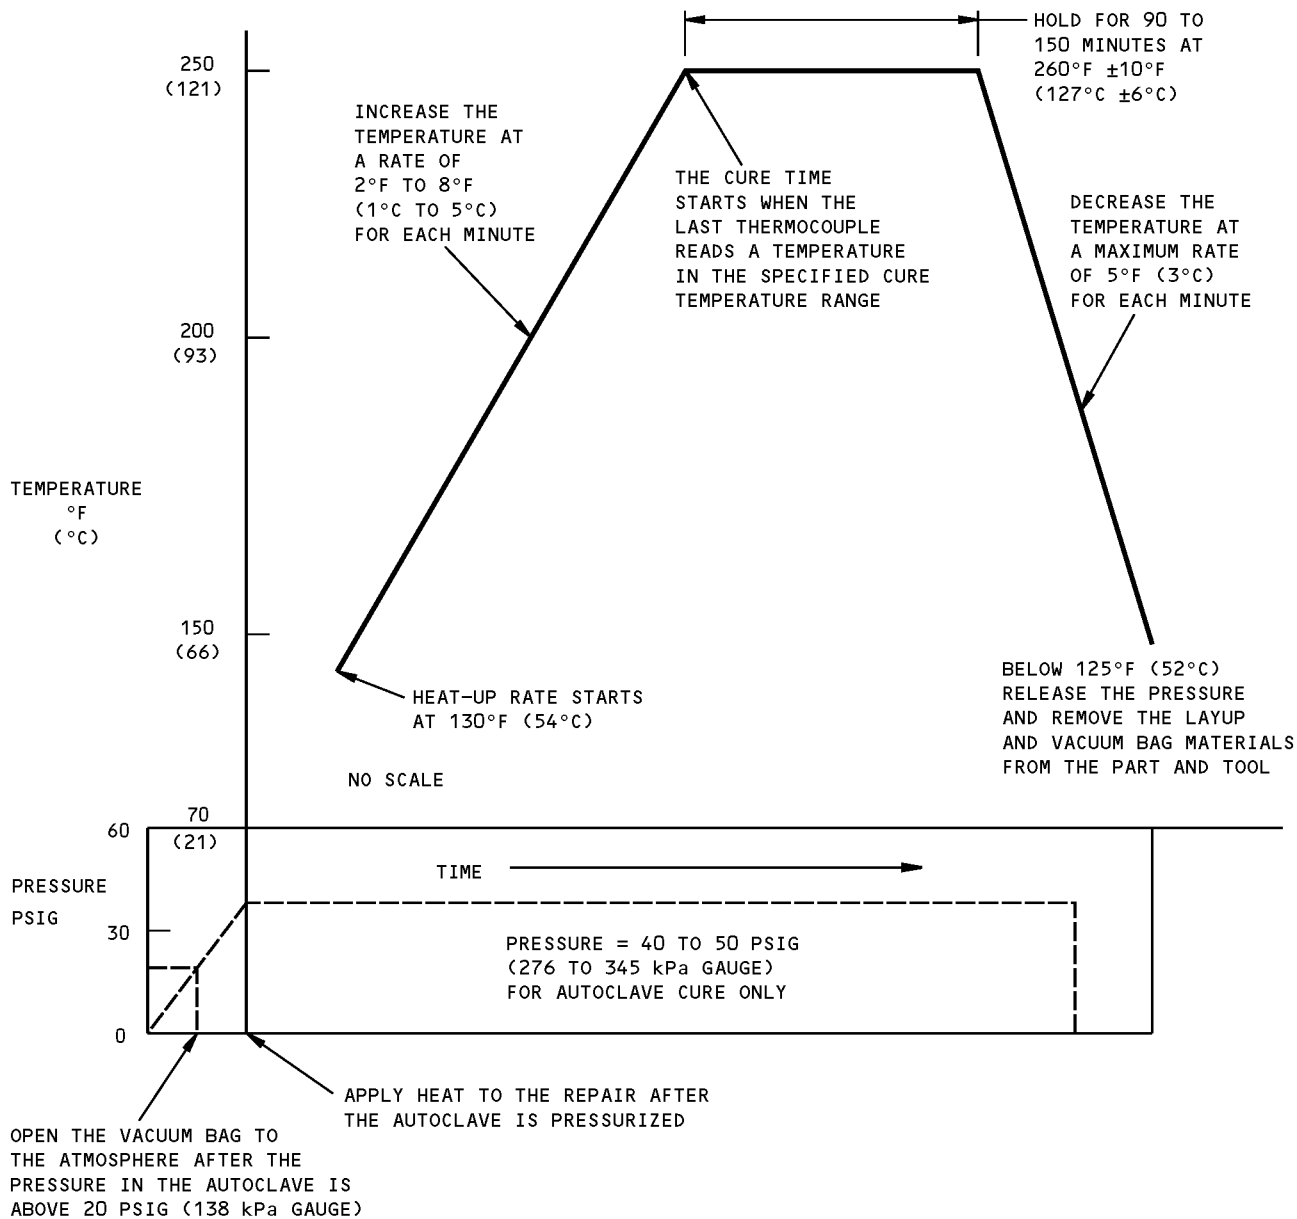 HOLD FOR 90 TO
150 MINUTES AT
260°F ±10°F
(127°C ±6°C)
250
(121)
INCREASE THE
TEMPERATURE AT
A RATE OF
2°F TO 8°F
(1°C TO 5°C)
FOR EACH MINUTE
THE CURE TIME
STARTS WHEN THE
LAST THERMOCOUPLE
READS A TEMPERATURE
IN THE SPECIFIED CURE
TEMPERATURE RANGE
DECREASE THE
TEMPERATURE AT
A MAXIMUM RATE
OF 5°F (3°C)
FOR EACH MINUTE
200
(93)
TEMPERATURE
°F
(°C)
150
(66)
HEAT-UP RATE STARTS
AT 130°F (54°C)
BELOW 125°F (52°C)
RELEASE THE PRESSURE
AND REMOVE THE LAYUP
AND VACUUM BAG MATERIALS
FROM THE PART AND TOOL
NO SCALE
70
(21)
60
TIME
PRESSURE
PSIG
30
PRESSURE = 40 TO 50 PSIG
(276 TO 345 kPa GAUGE)
FOR AUTOCLAVE CURE ONLY
0
APPLY HEAT TO THE REPAIR AFTER
THE AUTOCLAVE IS PRESSURIZED
OPEN THE VACUUM BAG TO
THE ATMOSPHERE AFTER THE
PRESSURE IN THE AUTOCLAVE IS
ABOVE 20 PSIG (138 kPa GAUGE)